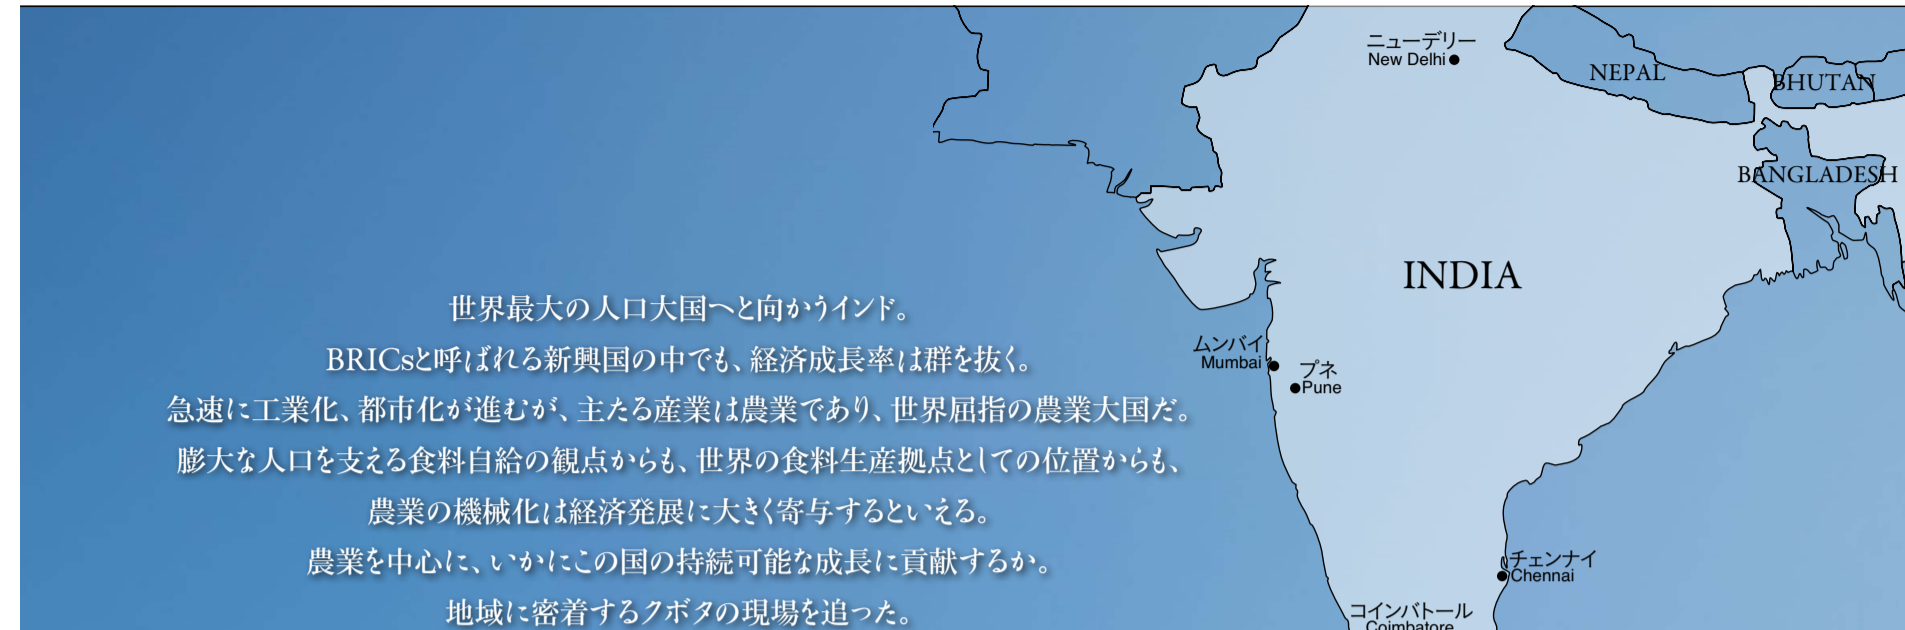 世界最大の人口大国へと向かうインド。
BRICsと呼ばれる新興国の中でも、経済成長率は群を抜く。
急速に工業化、都市化が進むが、主たる産業は農業であり、世界屈指の農業大国だ。
膨大な人口を支える食料自給の観点からも、世界の食料生産拠点としての位置からも、
農業の機械化は経済発展に大きく寄与するといえる。
農業を中心に、いかにこの国の持続可能な成長に貢献するか。
地域に密着するクボタの現場を追った。
ニューデリー
New Delhi
NEPAL
BHUTAN
BANGLADESH
INDIA
ムンバイ
Mumbai
プネ
Pune
チェンナイ
Chennai
コインバトール
Coimbatore